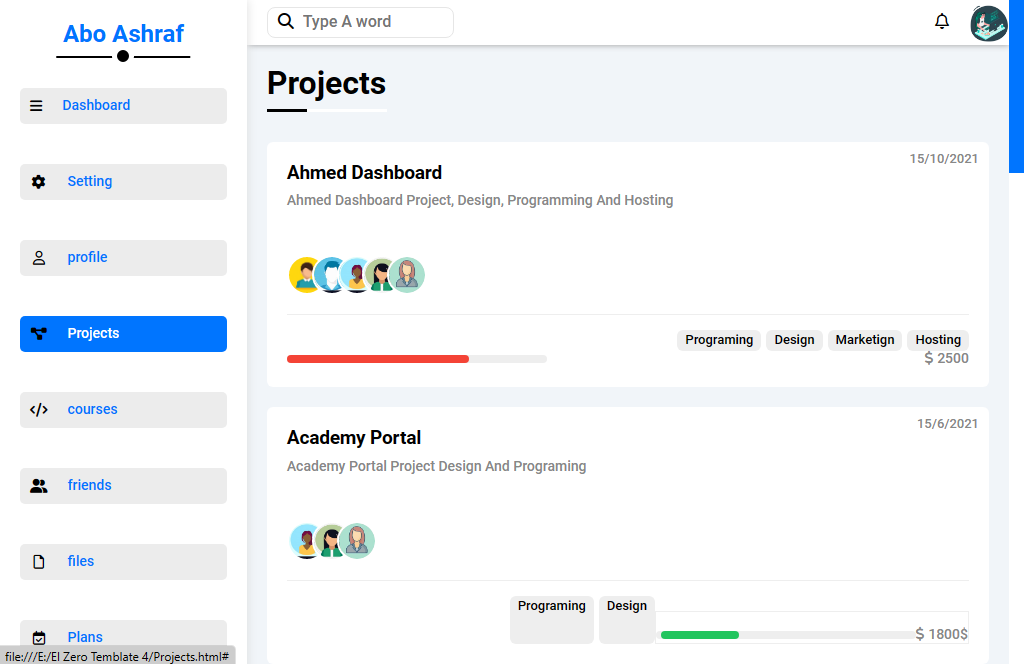 Abo Ashraf
Type A word
Dashboard
Setting
profile
Projects
courses
friends
files
Plans
Projects
Ahmed Dashboard
15/10/2021
Ahmed Dashboard Project, Design, Programming And Hosting
Programing Design Marketign Hosting
$ 2500
Academy Portal
15/6/2021
Academy Portal Project Design And Programing
Programing Design
$ 1800$
file:///E:/El Zero Template 4/Projects.html#